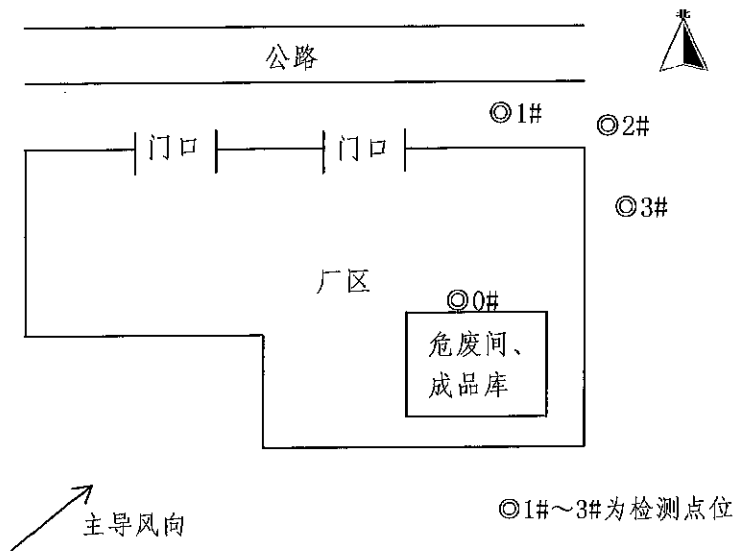 北
公路
◎1#
◎2#
门口
门口
◎3#
厂区
◎0#
危废间、
成品库
主导风向
◎1#～3#为检测点位